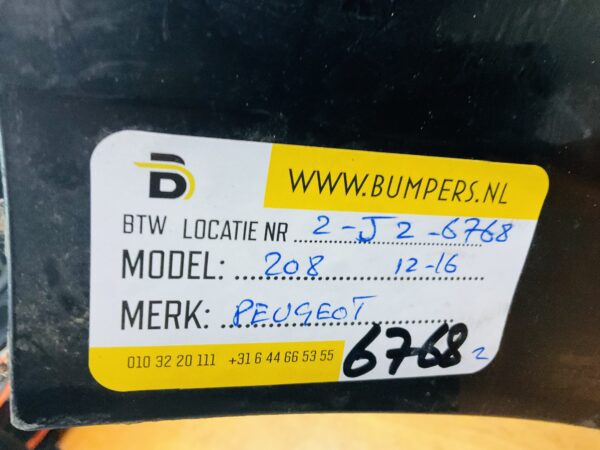 B WWW.BUMPERS.NL
BTW LOCATIE NR 2-J2-6768
MODEL: 208 12-16
MERK: PEUGEOT
010 32 20 111 +31 6 44 66 53 55 6768 2